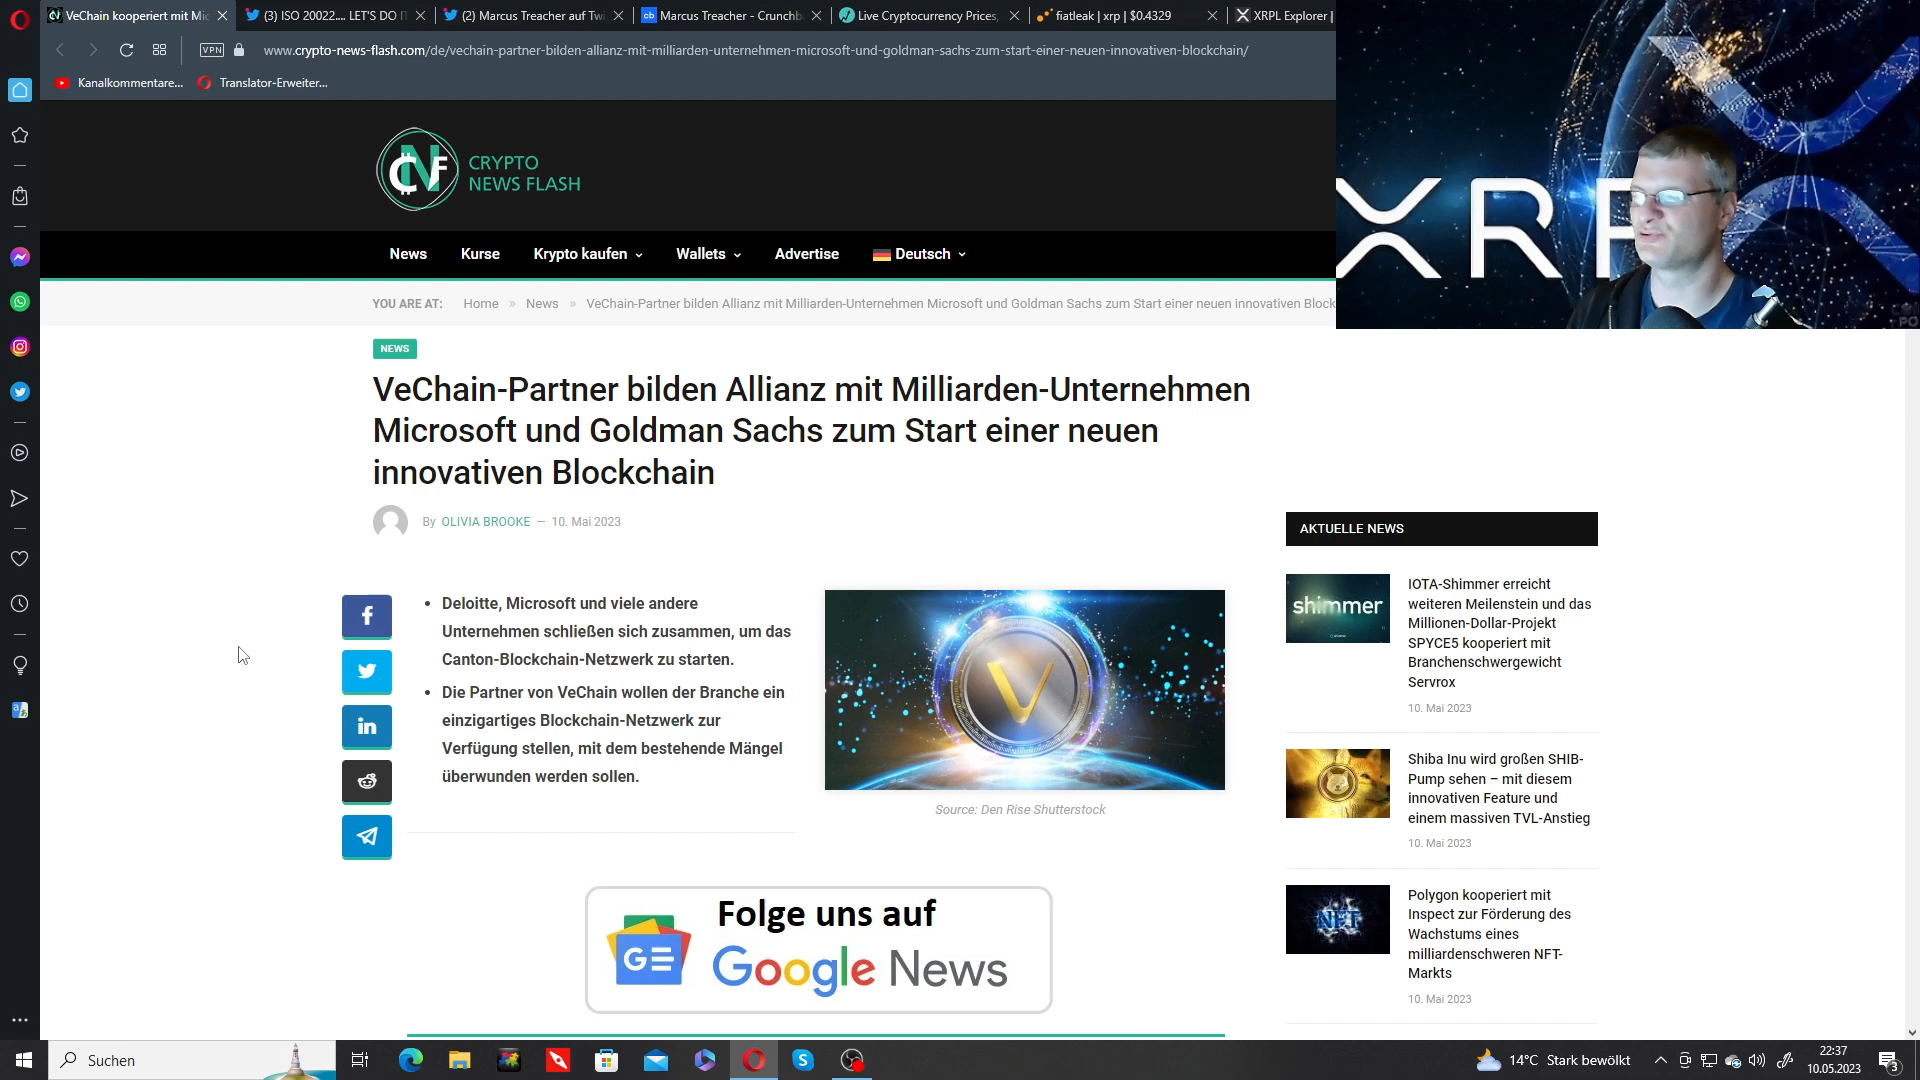 VeChain kooperiert mit Mic
(3) ISO 20022.... LET'S DO IT
(2) Marcus Treacher auf Twi
Marcus Treacher - Crunchb
Live Cryptocurrency Prices,
fiatleak | xrp | $0.4329
XRPL Explorer |
VPN
www.crypto-news-flash.com/de/vechain-partner-bilden-allianz-mit-milliarden-unternehmen-microsoft-und-goldman-sachs-zum-start-einer-neuen-innovativen-blockchain/
Kanalkommentare...
Translator-Erweiter...
CNF
CRYPTO
NEWS FLASH
XRP
News
Kurse
Krypto kaufen
Wallets
Advertise
Deutsch
YOU ARE AT: Home » News » VeChain-Partner bilden Allianz mit Milliarden-Unternehmen Microsoft und Goldman Sachs zum Start einer neuen innovativen Block
NEWS
VeChain-Partner bilden Allianz mit Milliarden-Unternehmen
Microsoft und Goldman Sachs zum Start einer neuen
innovativen Blockchain
By OLIVIA BROOKE — 10. Mai 2023
• Deloitte, Microsoft und viele andere
Unternehmen schließen sich zusammen, um das
Canton-Blockchain-Netzwerk zu starten.
• Die Partner von VeChain wollen der Branche ein
einzigartiges Blockchain-Netzwerk zur
Verfügung stellen, mit dem bestehende Mängel
überwunden werden sollen.
Source: Den Rise Shutterstock
Folge uns auf
GE
Google News
AKTUELLE NEWS
shimmer
IOTA-Shimmer erreicht
weiteren Meilenstein und das
Millionen-Dollar-Projekt
SPYCE5 kooperiert mit
Branchenschwergewicht
Servrox
10. Mai 2023
Shiba Inu wird großen SHIB-
Pump sehen – mit diesem
innovativen Feature und
einem massiven TVL-Anstieg
10. Mai 2023
NFT
Polygon kooperiert mit
Inspect zur Förderung des
Wachstums eines
milliardenschweren NFT-
Markts
10. Mai 2023
Suchen
14°C Stark bewölkt
22:37
10.05.2023
3